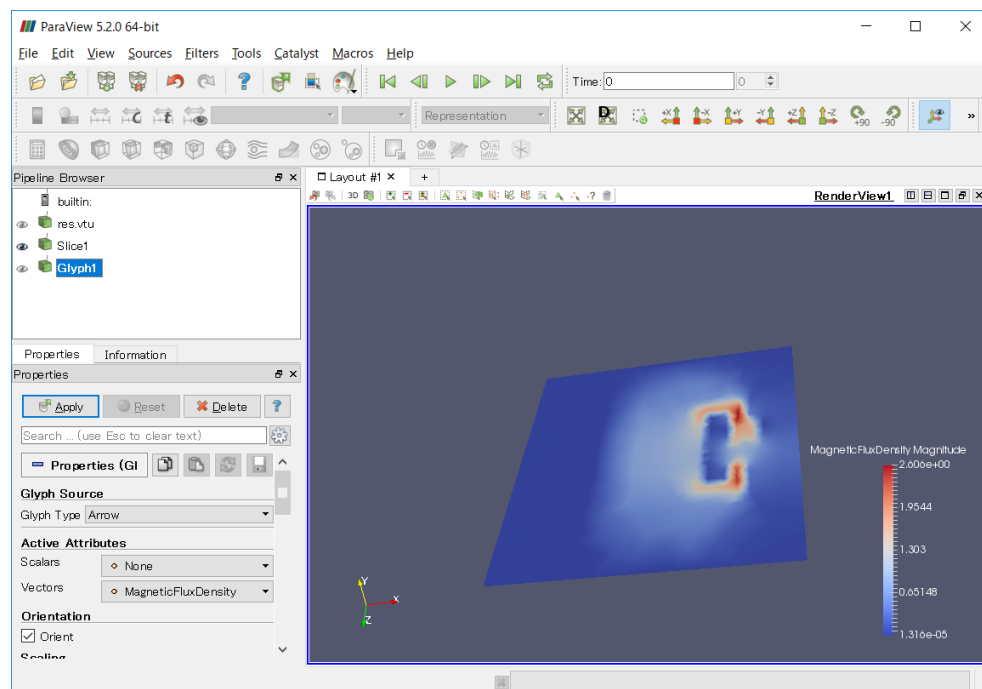 ParaView 5.2.0 64-bit
File Edit View Sources Filters Tools Catalyst Macros Help
Time: 0 0
Representation +X -X +Y -Y +Z -Z +90 -90 »
Pipeline Browser
Layout #1
builtin:
3D
RenderView1
res.vtu
Slice1
Glyph1
Properties Information
Properties
Apply Reset Delete ?
Search ... (use Esc to clear text)
Properties (Gl
Glyph Source
Glyph Type Arrow
Active Attributes
Scalars None
Vectors MagneticFluxDensity
Orientation
Orient
Scaling
Y
X
Z
MagneticFluxDensity Magnitude
2.606e+00
1.9544
1.303
0.65148
1.316e-05